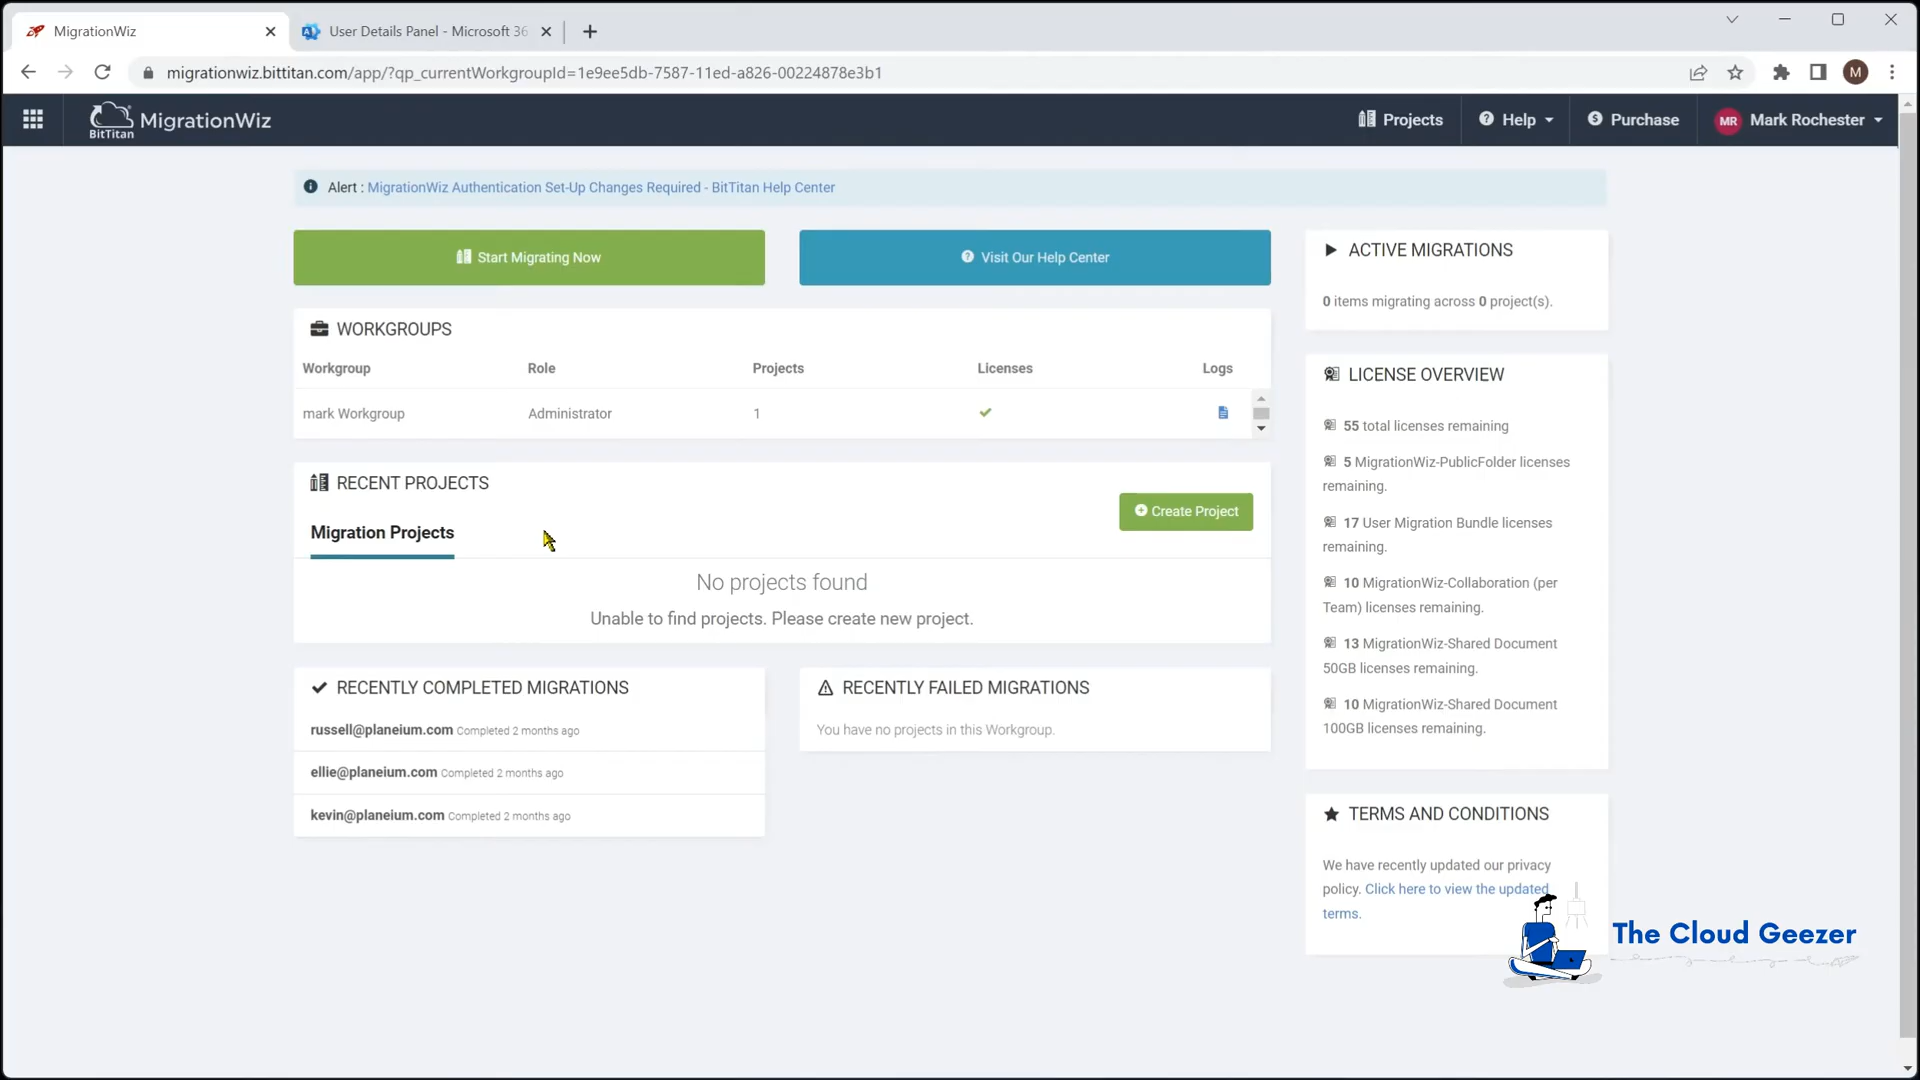 MigrationWiz
User Details Panel - Microsoft 36
migrationwiz.bittitan.com/app/?qp_currentWorkgroupId=1e9ee5db-7587-11ed-a826-00224878e3b1
M
BitTitan
MigrationWiz
Projects
Help
Purchase
MR Mark Rochester
Alert : MigrationWiz Authentication Set-Up Changes Required - BitTitan Help Center
Start Migrating Now
Visit Our Help Center
WORKGROUPS
Workgroup Role Projects Licenses Logs
mark Workgroup Administrator 1
RECENT PROJECTS
Create Project
Migration Projects
No projects found
Unable to find projects. Please create new project.
RECENTLY COMPLETED MIGRATIONS
russell@planeium.com Completed 2 months ago
ellie@planeium.com Completed 2 months ago
kevin@planeium.com Completed 2 months ago
RECENTLY FAILED MIGRATIONS
You have no projects in this Workgroup.
ACTIVE MIGRATIONS
0 items migrating across 0 project(s).
LICENSE OVERVIEW
55 total licenses remaining
5 MigrationWiz-PublicFolder licenses
remaining.
17 User Migration Bundle licenses
remaining.
10 MigrationWiz-Collaboration (per
Team) licenses remaining.
13 MigrationWiz-Shared Document
50GB licenses remaining.
10 MigrationWiz-Shared Document
100GB licenses remaining.
TERMS AND CONDITIONS
We have recently updated our privacy
policy. Click here to view the updated
terms.
The Cloud Geezer